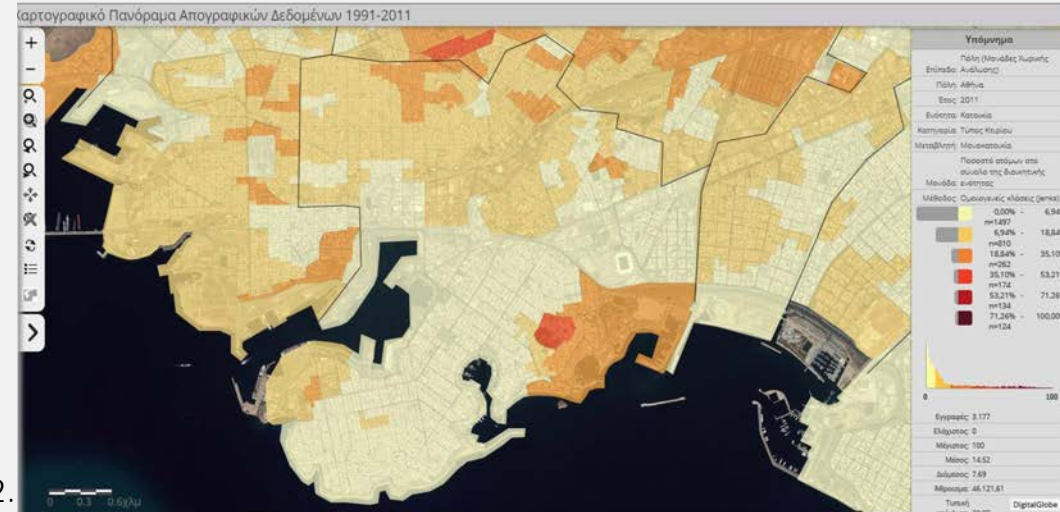 Καρτογραφικό Πανόραμα Απογραφικών Δεδομένων 1991-2011
Υπόμνημα
Πόλη (Μονάδες Χωρικής
Επίπεδο: Ανάλυσης)
Πόλη: Αθήνα
Έτος: 2011
Ενότητα: Κατοικία
Κατηγορία: Τύπος Κτιρίου
Μεταβλητή: Μονοκατοικία
Ποσοστό ατόμων στο
σύνολο της διοικητικής
Μονάδα: ενότητας
Μέθοδος: Ομοιογενείς κλάσεις (Jenks)
0,00% - 6,94
n=1497
6,94% - 18,84
n=810
18,84% - 35,10
n=262
35,10% - 53,21
n=174
53,21% - 71,26
n=134
71,26% - 100,00
n=124
0 100
Εγγραφές: 3.177
Ελάχιστος: 0
Μέγιστος: 100
Μέσος: 14,52
Διάμεσος: 7,69
Άθροισμα: 46.121,61
Τυπική
DigitalGlobe
0 0.3 0.6χλμ
2.